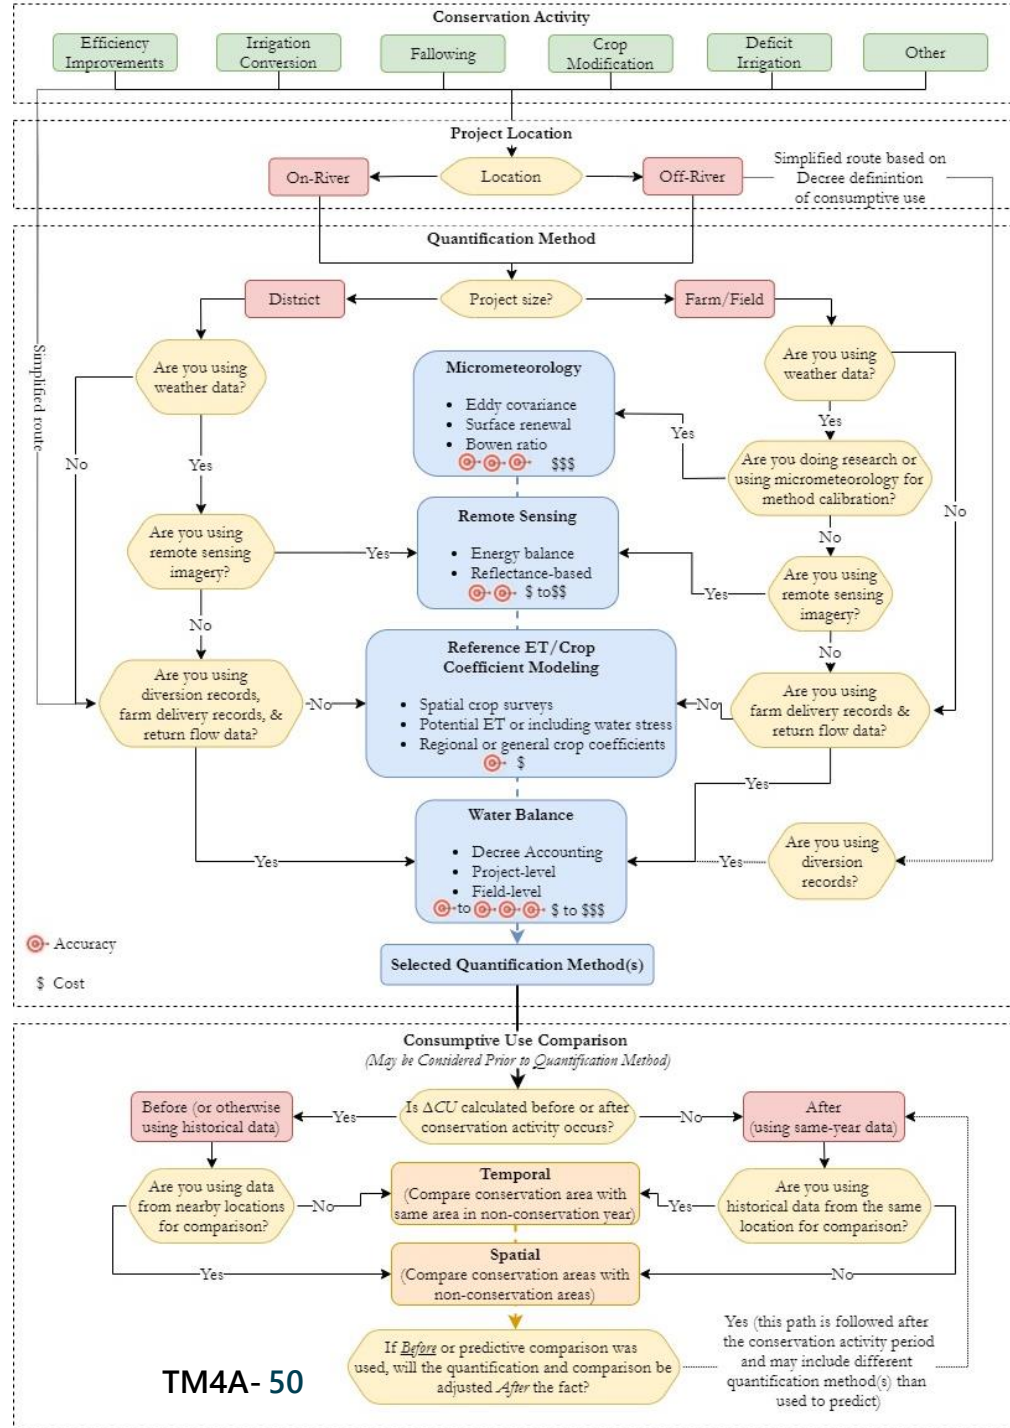 Conservation Activity
Efficiency
Improvements
Irrigation
Conversion
Fallowing
Crop
Modification
Deficit
Irrigation
Other
Project Location
On-River
Location
Off-River
Simplified route based on
Decree definintion
of consumptive use
Quantification Method
District
Project size?
Farm/Field
Simplified route
Are you using
weather data?
No
Yes
Are you using
remote sensing
imagery?
Yes
No
Are you using
diversion records,
farm delivery records, &
return flow data?
No
Yes
Micrometeorology
• Eddy covariance
• Surface renewal
• Bowen ratio
$$$
Remote Sensing
• Energy balance
• Reflectance-based
$ to$$
Reference ET/Crop
Coefficient Modeling
• Spatial crop surveys
• Potential ET or including water stress
• Regional or general crop coefficients
$
Water Balance
• Decree Accounting
• Project-level
• Field-level
to $ to $$$
Are you using
weather data?
Yes
No
Are you doing research or
using micrometeorology for
method calibration?
Yes
No
Are you using
remote sensing
imagery?
Yes
No
Are you using
farm delivery records &
return flow data?
No
Yes
Are you using
diversion
records?
Yes
Accuracy
$ Cost
Selected Quantification Method(s)
Consumptive Use Comparison
(May be Considered Prior to Quantification Method)
Before (or otherwise
using historical data)
Yes
Is ΔCU calculated before or after
conservation activity occurs?
No
After
(using same-year data)
Are you using data
from nearby locations
for comparison?
No
Temporal
(Compare conservation area with
same area in non-conservation year)
Yes
Are you using
historical data from the same
location for comparison?
Yes
Spatial
(Compare conservation areas with
non-conservation areas)
No
If Before or predictive comparison was
used, will the quantification and comparison be
adjusted After the fact?
Yes (this path is followed after
the conservation activity period
and may include different
quantification method(s) than
used to predict)
TM4A- 50